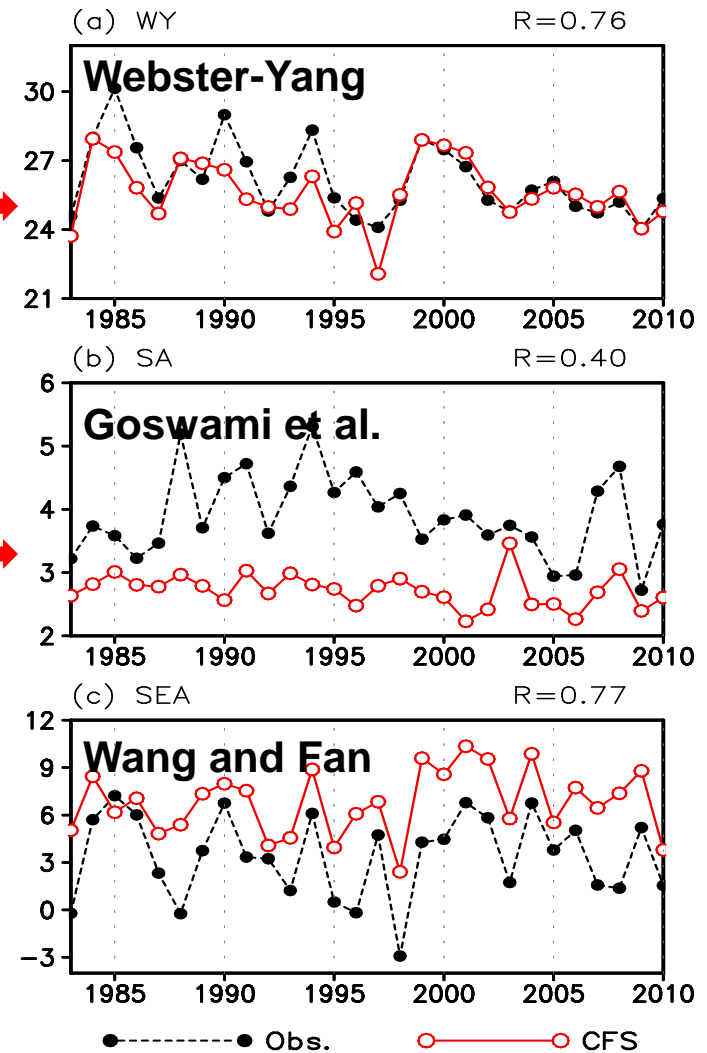 (a) WY R=0.76
Webster-Yang
30
27
24
21
1985 1990 1995 2000 2005 2010
(b) SA R=0.40
6
Goswami et al.
5
4
3
2
1985 1990 1995 2000 2005 2010
(c) SEA R=0.77
12
Wang and Fan
9
6
3
0
−3
1985 1990 1995 2000 2005 2010
Obs. CFS